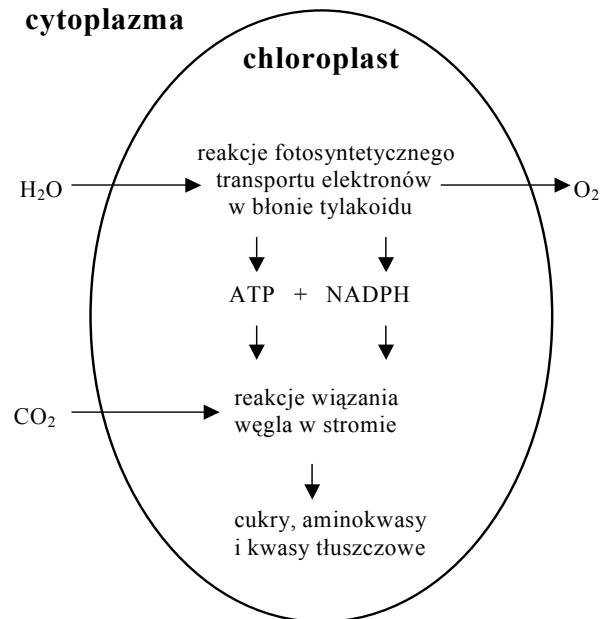 cytoplazma
chloroplast
reakcje fotosyntetycznego
transportu elektronów
w błonie tylakoidu
H₂O
O₂
ATP + NADPH
reakcje wiązania
węgla w stromie
CO₂
cukry, aminokwasy
i kwasy tłuszczowe